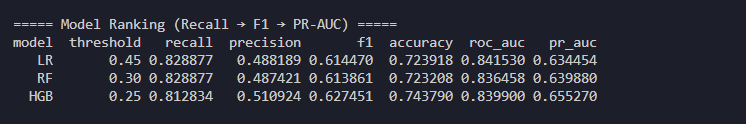 ===== Model Ranking (Recall → F1 → PR-AUC) =====
model threshold recall precision f1 accuracy roc_auc pr_auc
LR 0.45 0.828877 0.488189 0.614470 0.723918 0.841530 0.634454
RF 0.30 0.828877 0.487421 0.613861 0.723208 0.836458 0.639880
HGB 0.25 0.812834 0.510924 0.627451 0.743790 0.839900 0.655270